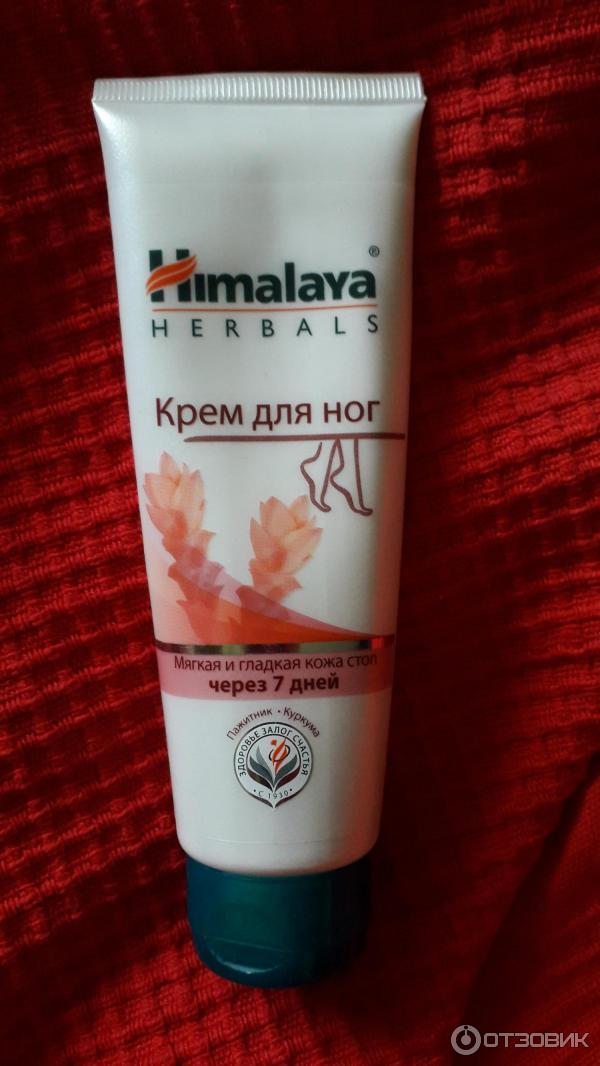 Himalaya®
HERBALS
Крем для ног
Мягкая и гладкая кожа стоп
через 7 дней
Пажитник • Куркума
ЗДОРОВЬЕ ЗАЛОГ СЧАСТЬЯ
• С 1930 •
ОТЗОВИК